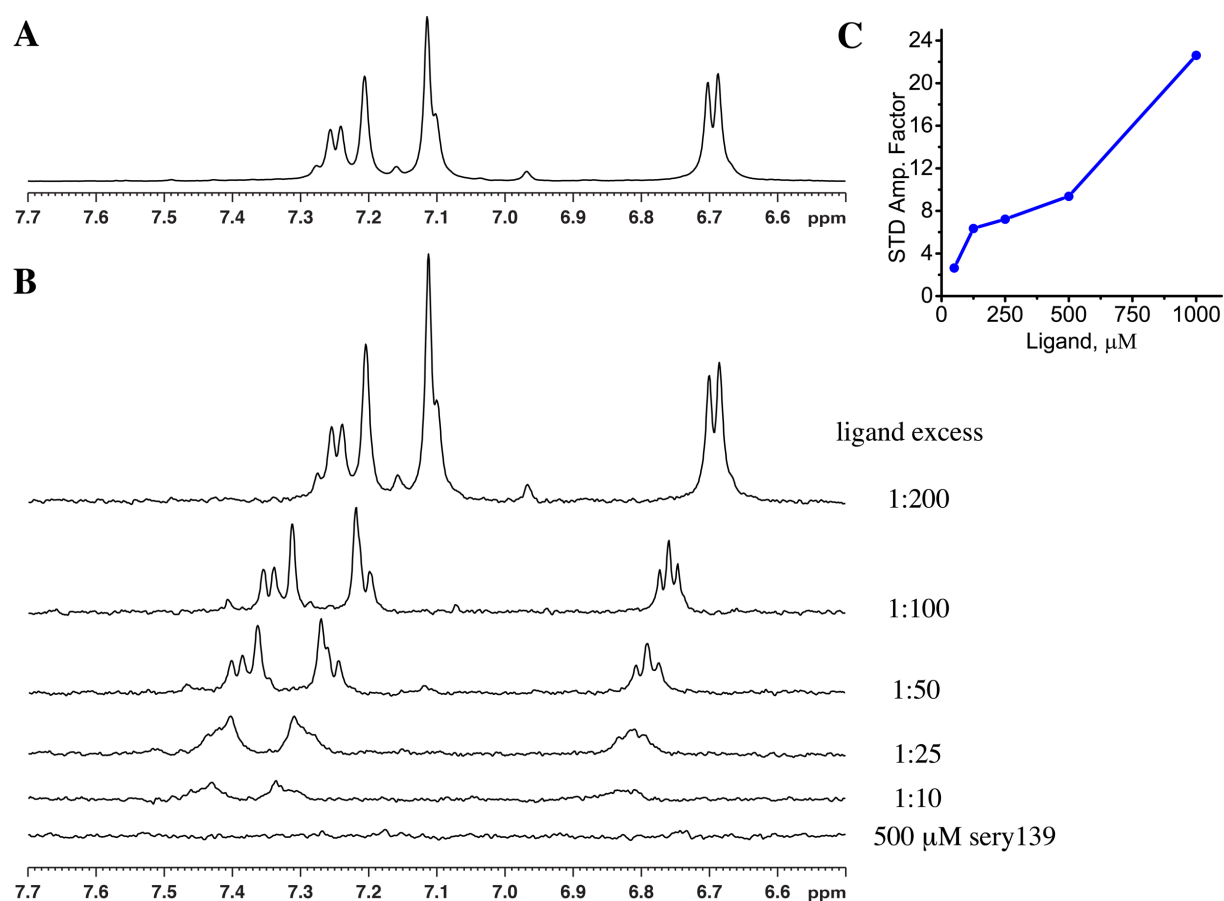 A
7.7 7.6 7.5 7.4 7.3 7.2 7.1 7.0 6.9 6.8 6.7 6.6 ppm
C
24
20
16
12
8
4
0
STD Amp. Factor
0 250 500 750 1000
Ligand, μM
B
ligand excess
1:200
1:100
1:50
1:25
1:10
500 μM sery139
7.7 7.6 7.5 7.4 7.3 7.2 7.1 7.0 6.9 6.8 6.7 6.6 ppm